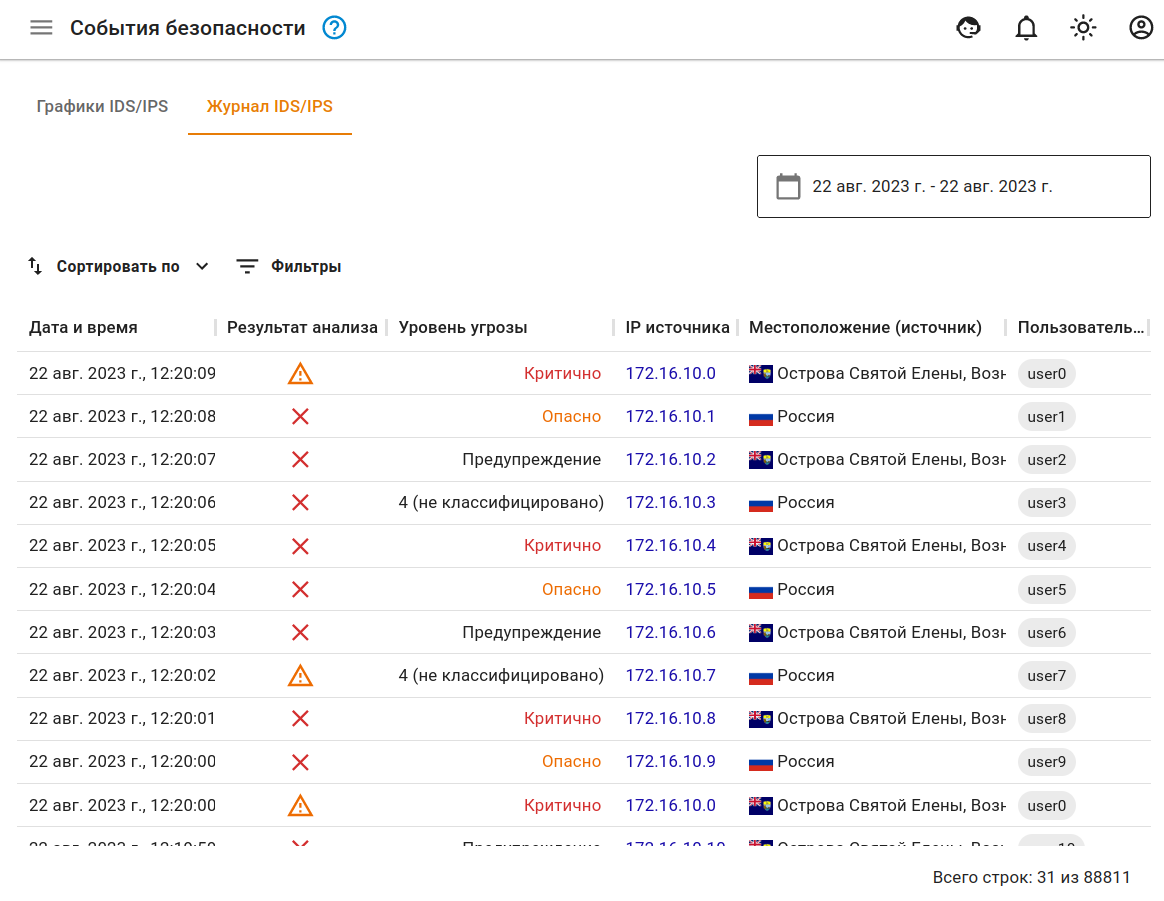 События безопасности ?
Графики IDS/IPS Журнал IDS/IPS
22 авг. 2023 г. - 22 авг. 2023 г.
Сортировать по Фильтры
Дата и время Результат анализа Уровень угрозы IP источника Местоположение (источник) Пользователь...
22 авг. 2023 г., 12:20:09 Критично 172.16.10.0 Острова Святой Елены, Возн user0
22 авг. 2023 г., 12:20:08 Опасно 172.16.10.1 Россия user1
22 авг. 2023 г., 12:20:07 Предупреждение 172.16.10.2 Острова Святой Елены, Возн user2
22 авг. 2023 г., 12:20:06 4 (не классифицировано) 172.16.10.3 Россия user3
22 авг. 2023 г., 12:20:05 Критично 172.16.10.4 Острова Святой Елены, Возн user4
22 авг. 2023 г., 12:20:04 Опасно 172.16.10.5 Россия user5
22 авг. 2023 г., 12:20:03 Предупреждение 172.16.10.6 Острова Святой Елены, Возн user6
22 авг. 2023 г., 12:20:02 4 (не классифицировано) 172.16.10.7 Россия user7
22 авг. 2023 г., 12:20:01 Критично 172.16.10.8 Острова Святой Елены, Возн user8
22 авг. 2023 г., 12:20:00 Опасно 172.16.10.9 Россия user9
22 авг. 2023 г., 12:20:00 Критично 172.16.10.0 Острова Святой Елены, Возн user0
Всего строк: 31 из 88811